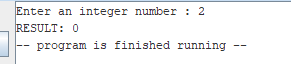 Enter an integer number : 2
RESULT: 0
-- program is finished running --